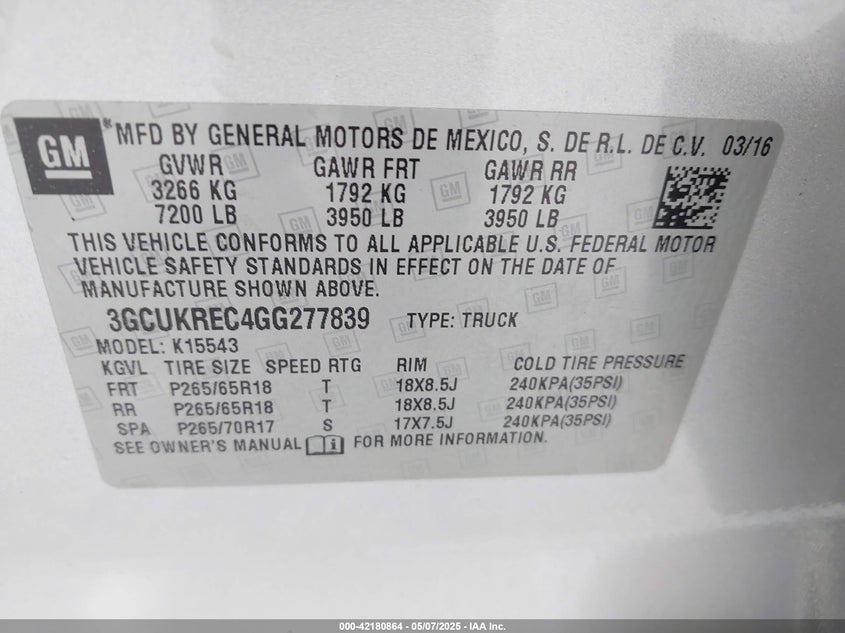 GM *MFD BY GENERAL MOTORS DE MEXICO, S. DE R.L. DE C.V. 03/16
GVWR GAWR FRT GAWR RR
3266 KG 1792 KG 1792 KG
7200 LB 3950 LB 3950 LB
THIS VEHICLE CONFORMS TO ALL APPLICABLE U.S. FEDERAL MOTOR
VEHICLE SAFETY STANDARDS IN EFFECT ON THE DATE OF
MANUFACTURE SHOWN ABOVE.
3GCUKREC4GG277839 TYPE: TRUCK
MODEL: K15543
KGVL TIRE SIZE SPEED RTG RIM COLD TIRE PRESSURE
FRT P265/65R18 T 18X8.5J 240KPA(35PSI)
RR P265/65R18 T 18X8.5J 240KPA(35PSI)
SPA P265/70R17 S 17X7.5J 240KPA(35PSI)
SEE OWNER'S MANUAL i FOR MORE INFORMATION.
000-42180864 - 05/07/2025 - IAA Inc.